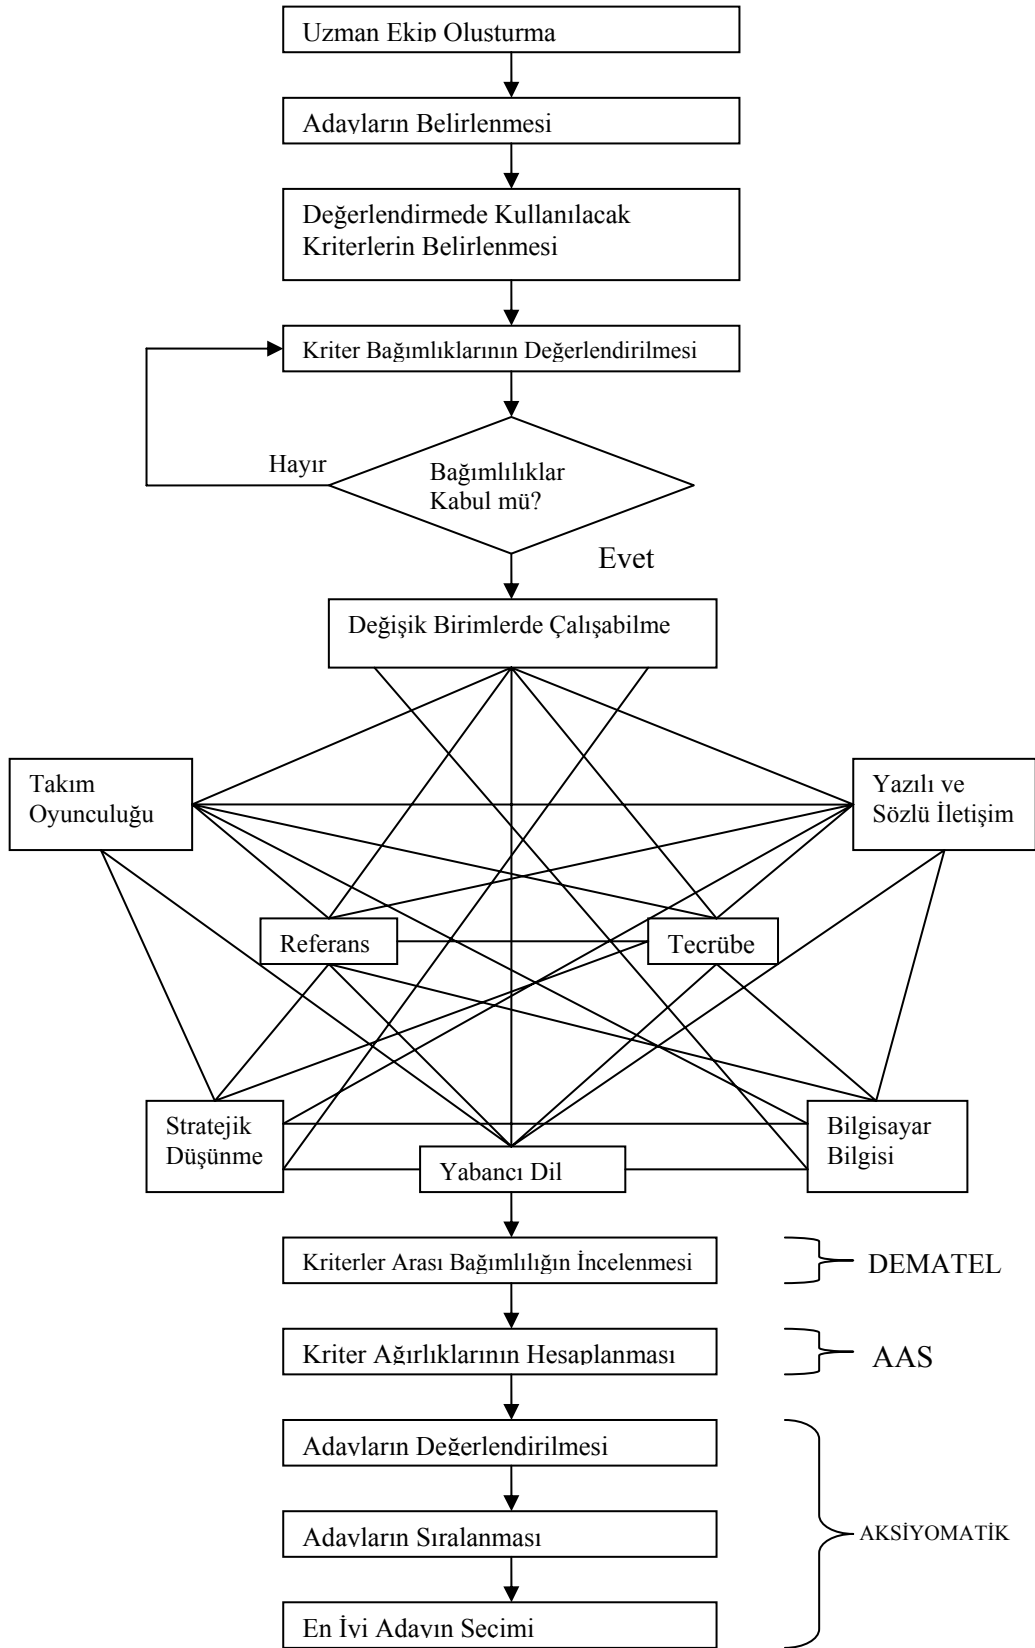 Uzman Ekip Oluşturma
Adayların Belirlenmesi
Değerlendirmede Kullanılacak
Kriterlerin Belirlenmesi
Kriter Bağımlıklarının Değerlendirilmesi
Hayır
Bağımlılıklar
Kabul mü?
Evet
Değişik Birimlerde Çalışabilme
Takım
Oyunculuğu
Yazılı ve
Sözlü İletişim
Referans
Tecrübe
Stratejik
Düşünme
Yabancı Dil
Bilgisayar
Bilgisi
Kriterler Arası Bağımlılığın İncelenmesi
DEMATEL
Kriter Ağırlıklarının Hesaplanması
AAS
Adayların Değerlendirilmesi
Adayların Sıralanması
AKSİYOMATİK
En İyi Adayın Seçimi